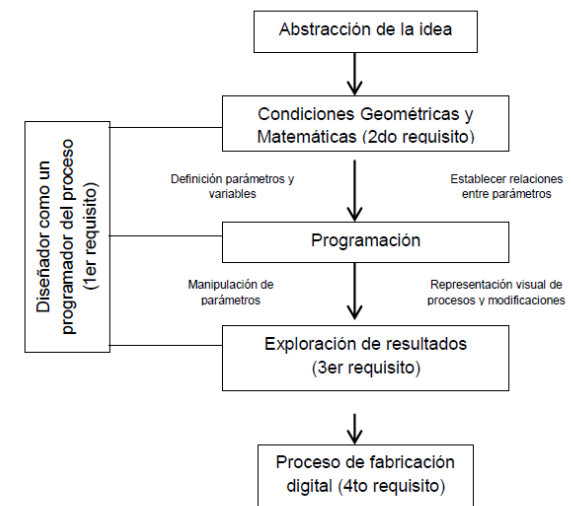 Abstracción de la idea
Condiciones Geométricas y
Matemáticas (2do requisito)
Diseñador como un
programador del proceso
(1er requisito)
Definición parámetros y
variables
Establecer relaciones
entre parámetros
Programación
Manipulación de
parámetros
Representación visual de
procesos y modificaciones
Exploración de resultados
(3er requisito)
Proceso de fabricación
digital (4to requisito)